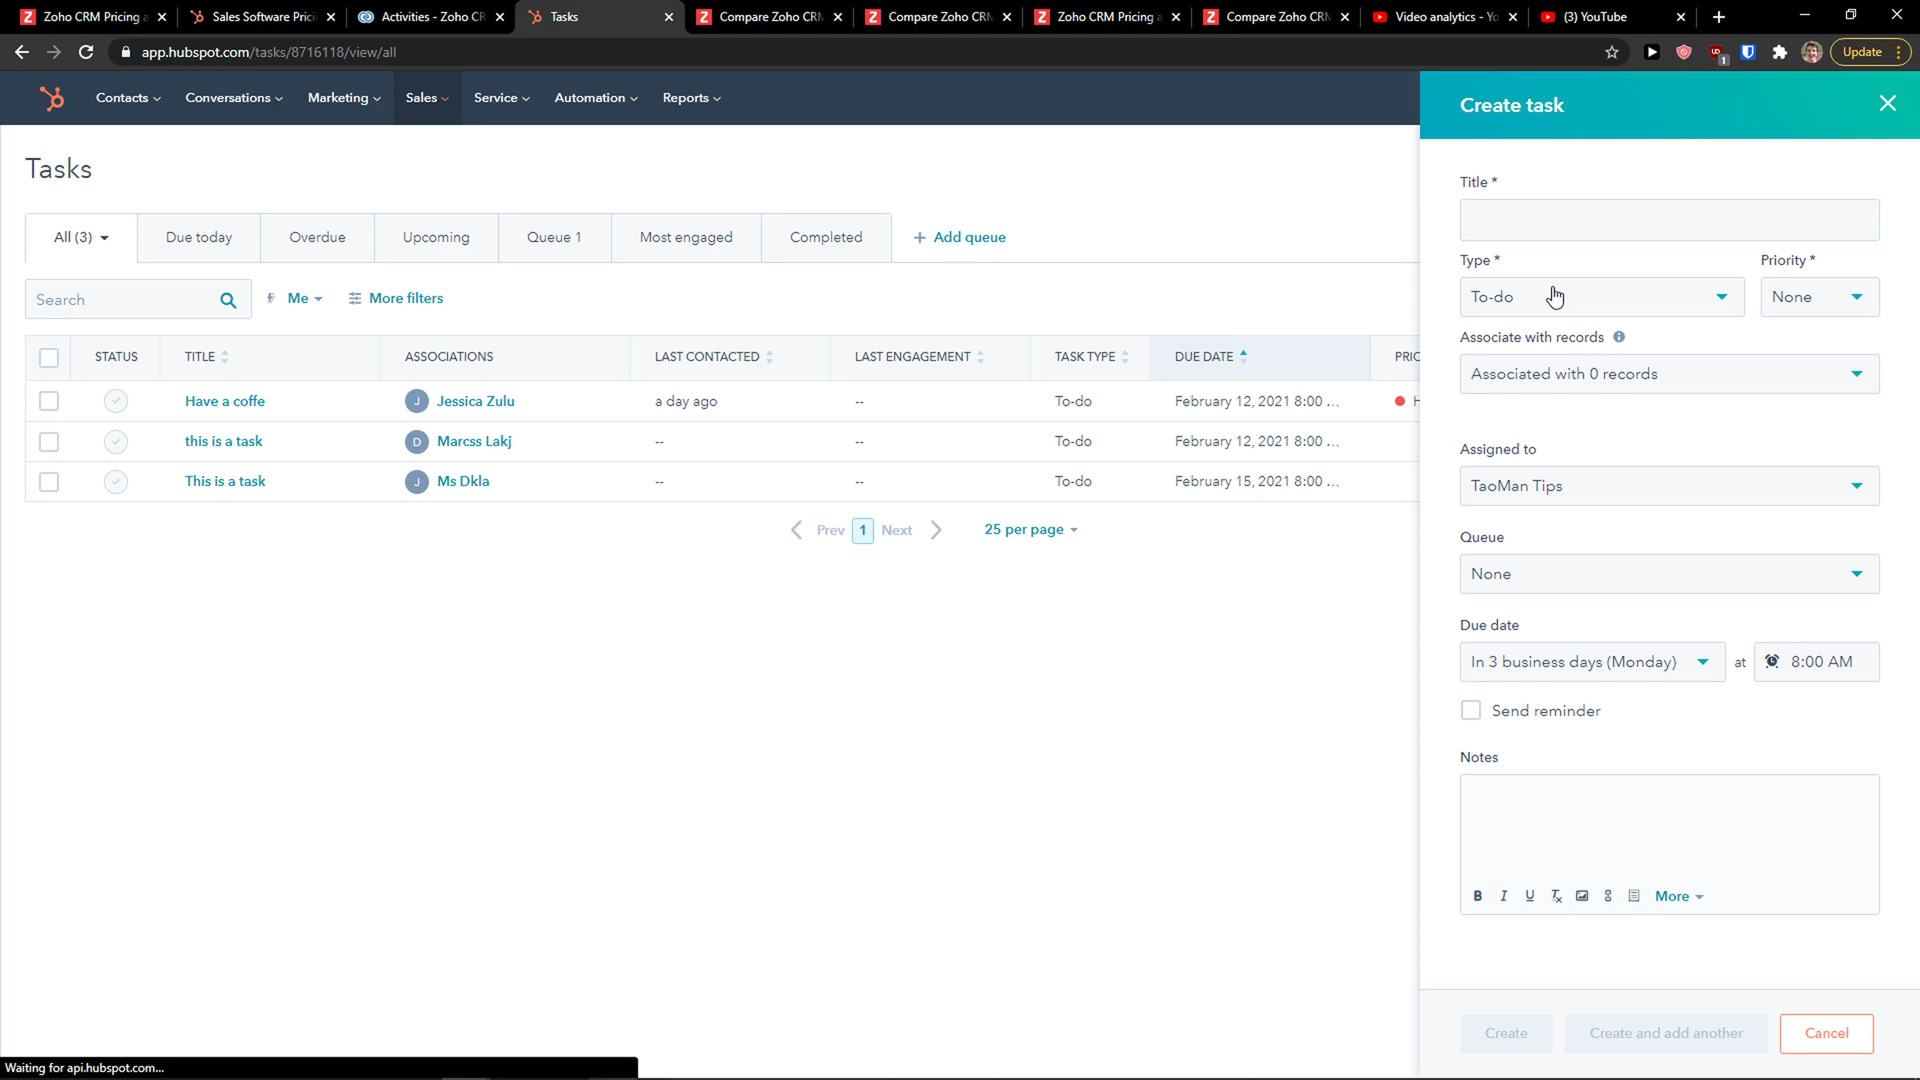 Zoho CRM Pricing a
Sales Software Prici
Activities - Zoho CR
Tasks
Compare Zoho CRM
Compare Zoho CRM
Zoho CRM Pricing a
Compare Zoho CRM
Video analytics - Yo
(3) YouTube
app.hubspot.com/tasks/8716118/view/all
1
Update
Contacts
Conversations
Marketing
Sales
Service
Automation
Reports
Create task
Tasks
All (3)
Due today
Overdue
Upcoming
Queue 1
Most engaged
Completed
+ Add queue
Search
Me
More filters
STATUS
TITLE
ASSOCIATIONS
LAST CONTACTED
LAST ENGAGEMENT
TASK TYPE
DUE DATE
PRIC
Have a coffe
J Jessica Zulu
a day ago
--
To-do
February 12, 2021 8:00 ...
H
this is a task
D Marcss Lakj
--
--
To-do
February 12, 2021 8:00 ...
This is a task
J Ms Dkla
--
--
To-do
February 15, 2021 8:00 ...
Prev 1 Next
25 per page
Title *
Type *
Priority *
To-do
None
Associate with records
Associated with 0 records
Assigned to
TaoMan Tips
Queue
None
Due date
In 3 business days (Monday)
at
8:00 AM
Send reminder
Notes
B I U Tx
More
Create
Create and add another
Cancel
Waiting for api.hubspot.com...